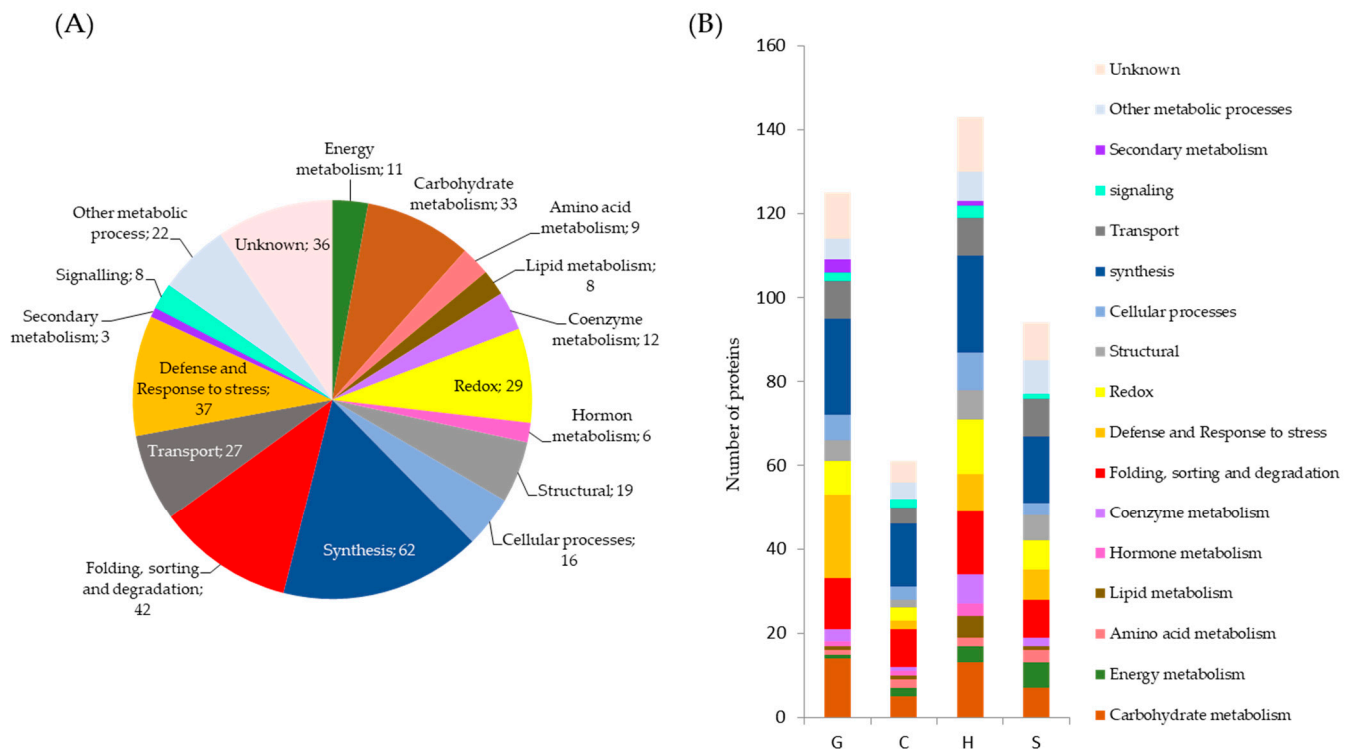 (A)
Energy
metabolism; 11
Carbohydrate
metabolism; 33
Amino acid
metabolism; 9
Lipid metabolism;
8
Coenzyme
metabolism; 12
Redox; 29
Hormon
metabolism; 6
Structural; 19
Cellular processes;
16
Synthesis; 62
Folding, sorting
and degradation;
42
Transport; 27
Defense and
Response to stress;
37
Secondary
metabolism; 3
Signalling; 8
Other metabolic
process; 22
Unknown; 36
(B)
Number of proteins
160
140
120
100
80
60
40
20
0
G C H S
Unknown
Other metabolic processes
Secondary metabolism
signaling
Transport
synthesis
Cellular processes
Structural
Redox
Defense and Response to stress
Folding, sorting and degradation
Coenzyme metabolism
Hormone metabolism
Lipid metabolism
Amino acid metabolism
Energy metabolism
Carbohydrate metabolism